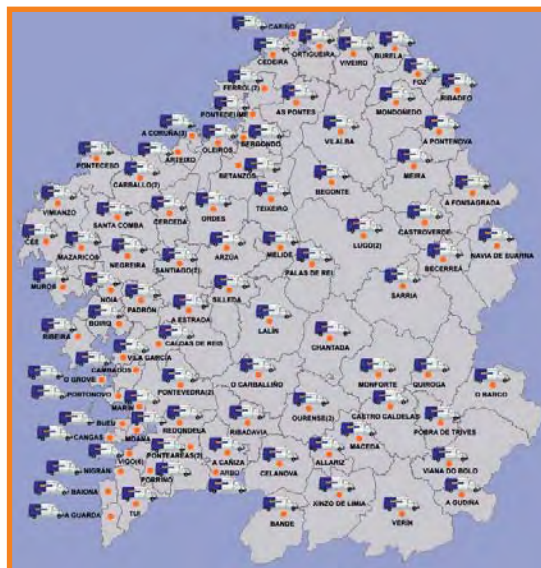 CARIÑO
CEDEIRA
ORTIGUEIRA
VIVEIRO
BURELA
FOZ
RIBADEO
FERROL(2)
AS PONTES
MONDOÑEDO
PONTEDEUME
A CORUÑA(3)
OLEIROS
BERGONDO
VILALBA
A PONTENOVA
PONTECESO
ARTEIXO
CARBALLO(2)
BETANZOS
BEGONTE
MEIRA
A FONSAGRADA
VIMIANZO
SANTA COMBA
CERCEDA
ORDES
TEIXEIRO
CASTROVERDE
CEE
MAZARICOS
NEGREIRA
ARZÚA
MELIDE
LUGO(2)
BECERREÁ
NAVIA DE SUARNA
PALAS DE REI
MUROS
NOIA
PADRÓN
A ESTRADA
SILLEDA
SARRIA
RIBEIRA
BOIRO
CALDAS DE REIS
LALÍN
CHANTADA
VILA GARCÍA
CAMBADOS
O GROVE
PONTEVEDRA(2)
O CARBALLIÑO
MONFORTE
QUIROGA
O BARCO
PORTONOVO
MARÍN
BUEU
REDONDELA
RIBADAVIA
OURENSE(2)
CASTRO CALDELAS
POBRA DE TRIVES
CANGAS
MOAÑA
VIGO(6)
PONTEAREAS(2)
A CAÑIZA
MACEDA
NIGRÁN
PORRIÑO
ARBO
CELANOVA
ALLARIZ
VIANA DO BOLO
BAIONA
A GUARDA
TUI
BANDE
XINZO DE LIMIA
VERÍN
A GUDIÑA